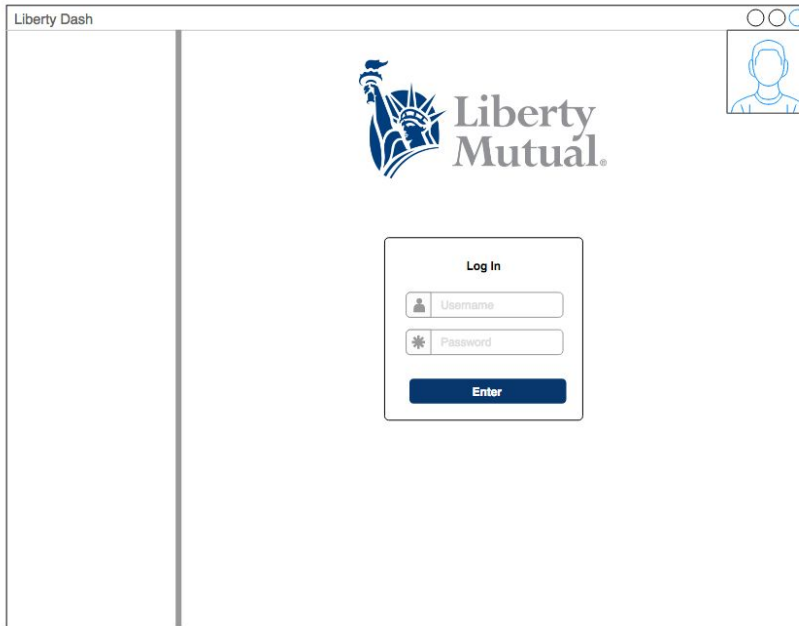 Liberty Dash
Liberty
Mutual®
Log In
Username
Password
Enter